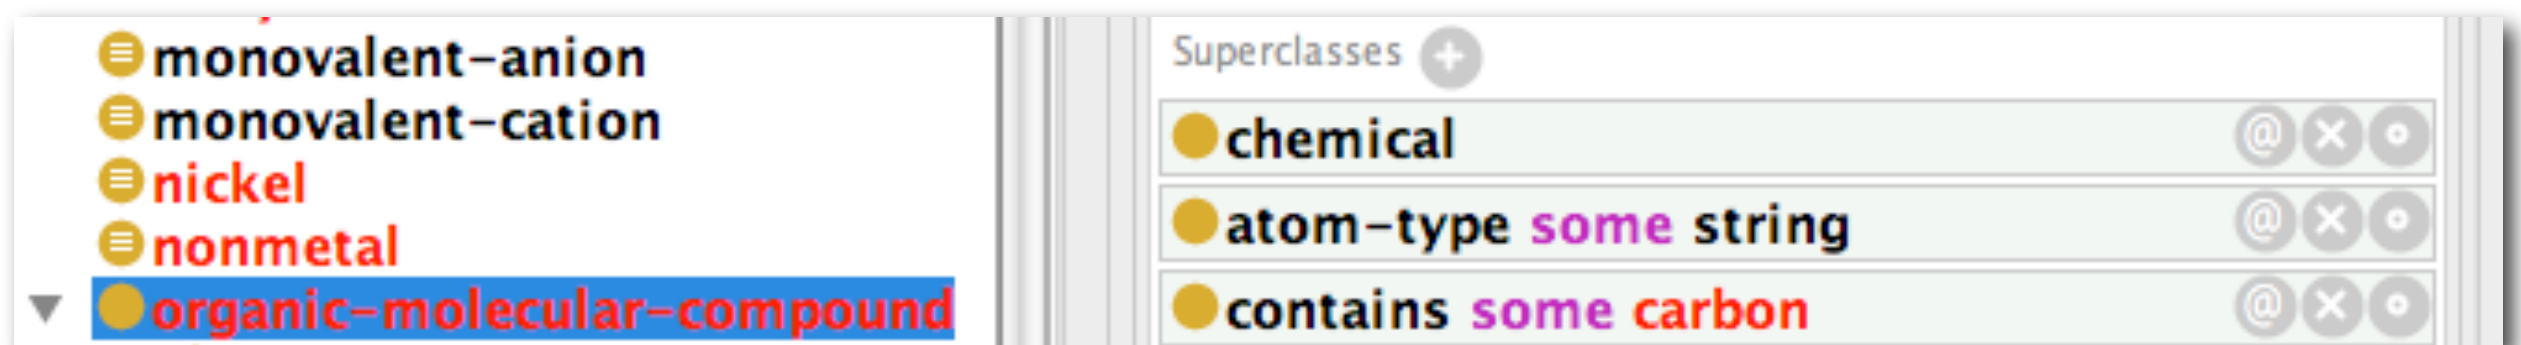 monovalent-anion
monovalent-cation
nickel
nonmetal
organic-molecular-compound
Superclasses +
chemical @
atom-type some string @
contains some carbon @